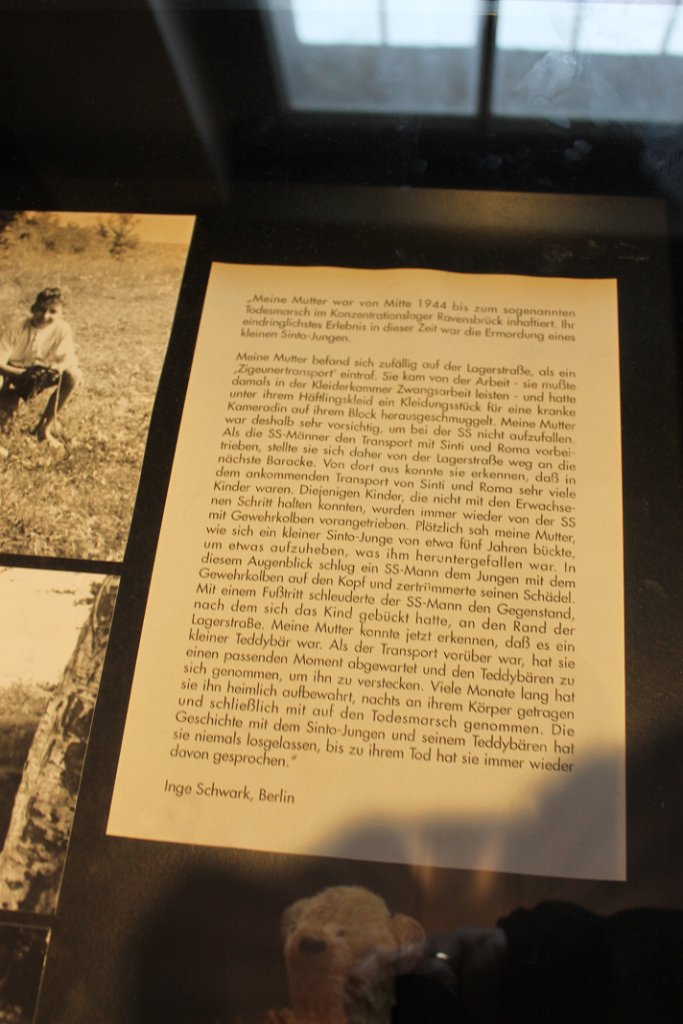 „Meine Mutter war von Mitte 1944 bis zum sogenannten
Todesmarsch im Konzentrationslager Ravensbrück inhaftiert. Ihr
eindringlichstes Erlebnis in dieser Zeit war die Ermordung eines
kleinen Sinto-Jungen.
Meine Mutter befand sich zufällig auf der Lagerstraße, als ein
‚Zigeunertransport' eintraf. Sie kam von der Arbeit - sie mußte
damals in der Kleiderkammer Zwangsarbeit leisten - und hatte
unter ihrem Häftlingskleid ein Kleidungsstück für eine kranke
Kameradin auf ihrem Block herausgeschmuggelt. Meine Mutter
war deshalb sehr vorsichtig, um bei der SS nicht aufzufallen.
Als die SS-Männer den Transport mit Sinti und Roma vorbei-
trieben, stellte sie sich daher von der Lagerstraße weg an die
nächste Baracke. Von dort aus konnte sie erkennen, daß in
dem ankommenden Transport von Sinti und Roma sehr viele
Kinder waren. Diejenigen Kinder, die nicht mit den Erwachse-
nen Schritt halten konnten, wurden immer wieder von der SS
mit Gewehrkolben vorangetrieben. Plötzlich sah meine Mutter,
wie sich ein kleiner Sinto-Junge von etwa fünf Jahren bückte,
um etwas aufzuheben, was ihm heruntergefallen war. In
diesem Augenblick schlug ein SS-Mann dem Jungen mit dem
Gewehrkolben auf den Kopf und zertrümmerte seinen Schädel.
Mit einem Fußtritt schleuderte der SS-Mann den Gegenstand,
nach dem sich das Kind gebückt hatte, an den Rand der
Lagerstraße. Meine Mutter konnte jetzt erkennen, daß es ein
kleiner Teddybär war. Als der Transport vorüber war, hat sie
einen passenden Moment abgewartet und den Teddybären zu
sich genommen, um ihn zu verstecken. Viele Monate lang hat
sie ihn heimlich aufbewahrt, nachts an ihrem Körper getragen
und schließlich mit auf den Todesmarsch genommen. Die
Geschichte mit dem Sinto-Jungen und seinem Teddybären hat
sie niemals losgelassen, bis zu ihrem Tod hat sie immer wieder
davon gesprochen."
Inge Schwark, Berlin